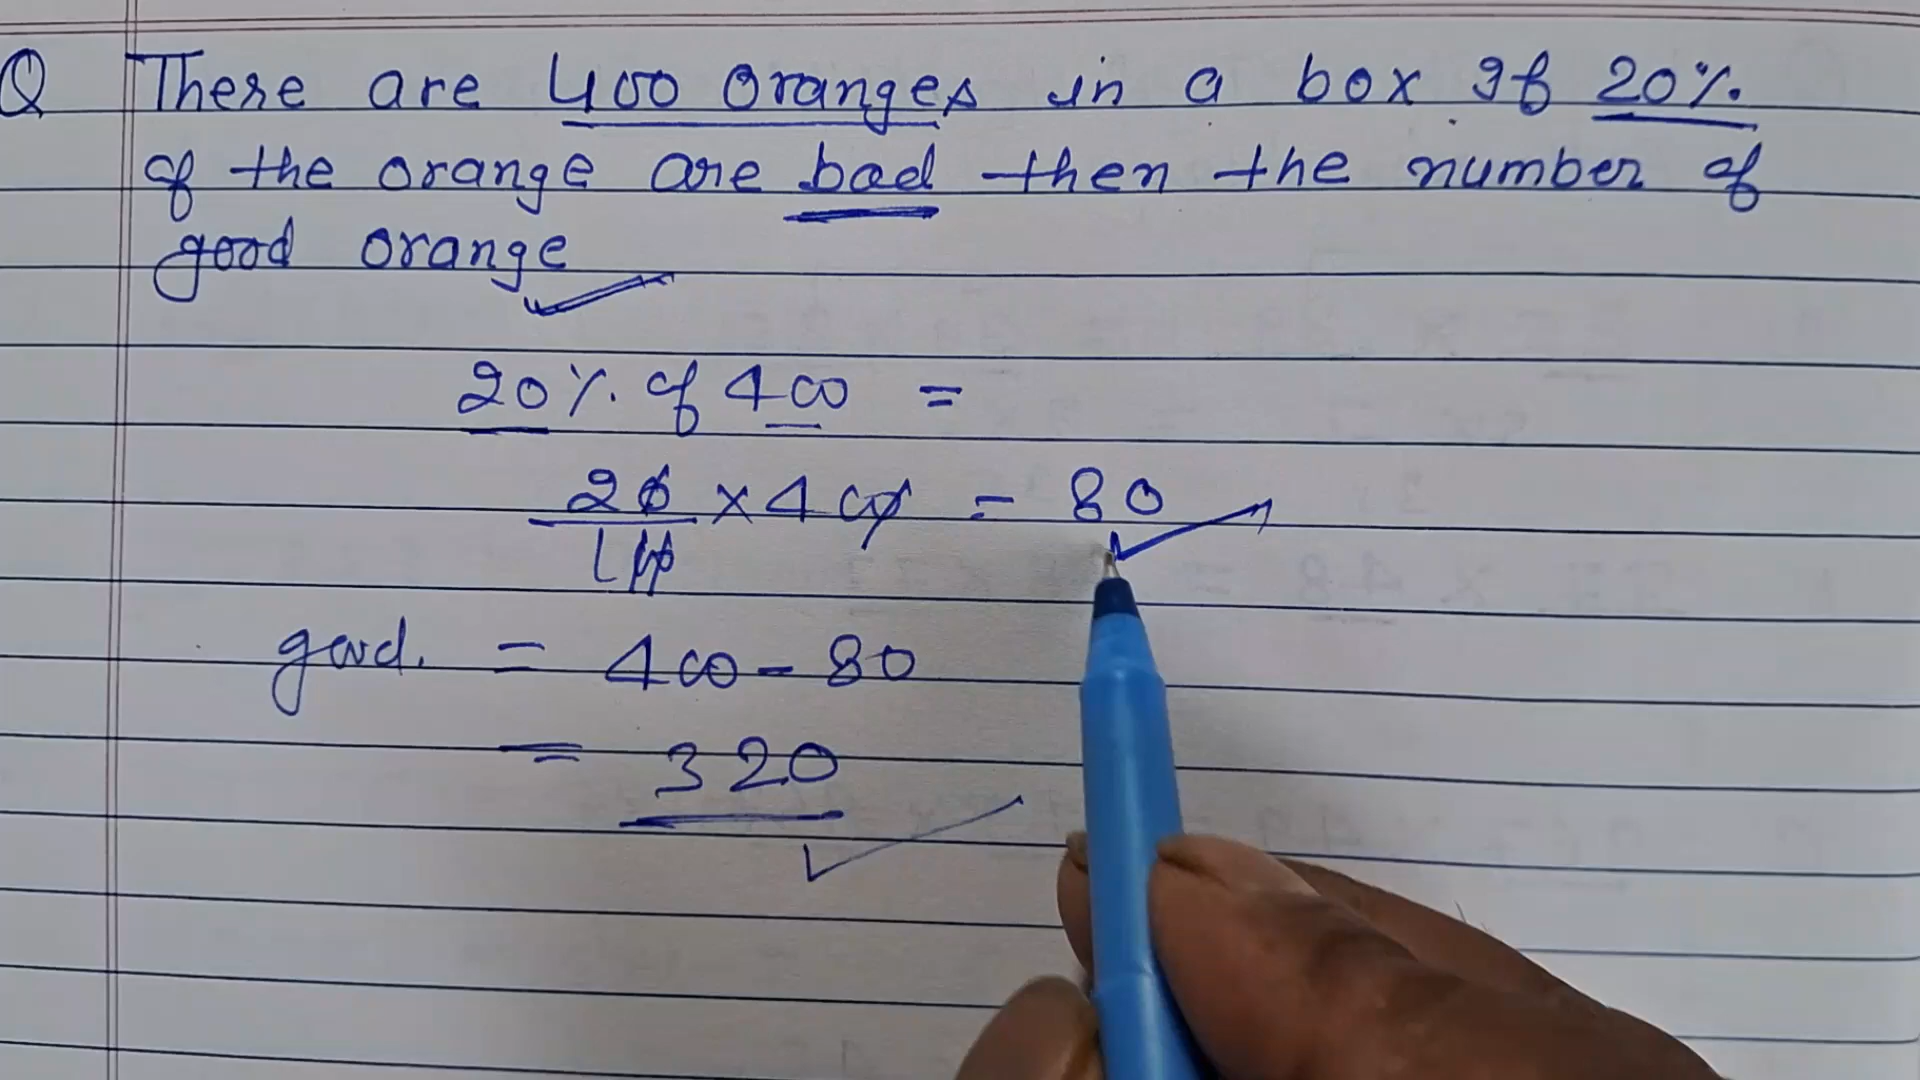 Q There are 400 oranges in a box If 20%
of the orange are bad then the number of
good orange
20% of 400 =
20/100 × 400 = 80
good. = 400 - 80
= 320